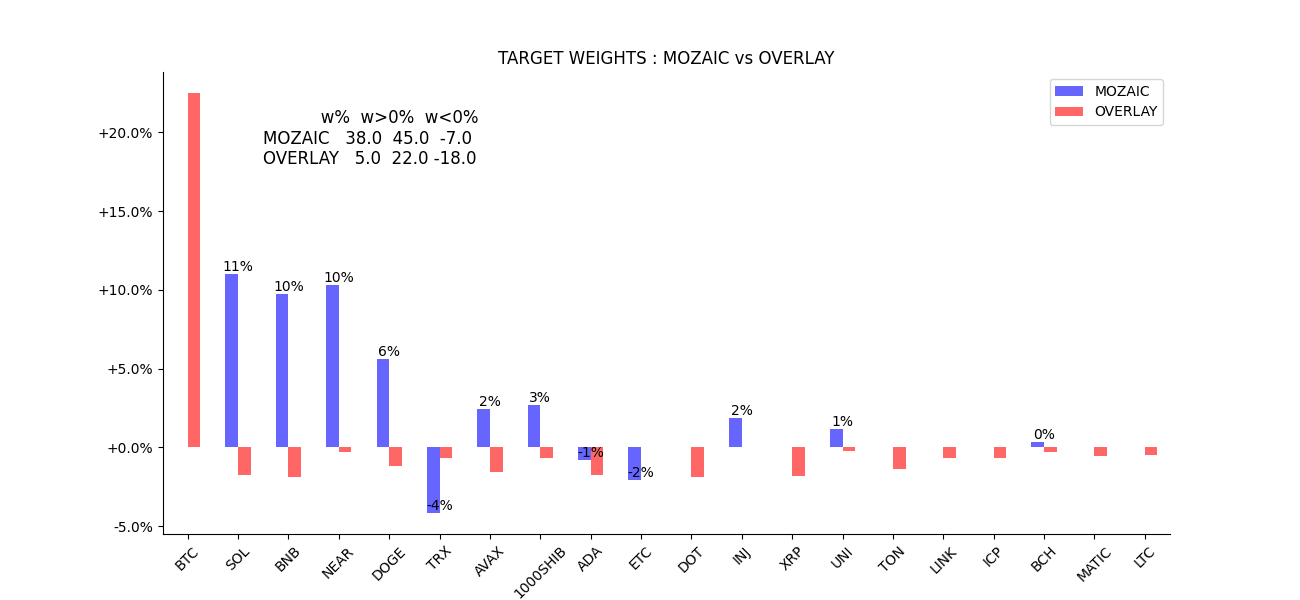 TARGET WEIGHTS : MOZAIC vs OVERLAY
MOZAIC
OVERLAY
w% w>0% w<0%
MOZAIC 38.0 45.0 -7.0
OVERLAY 5.0 22.0 -18.0
+20.0%
+15.0%
+10.0%
+5.0%
+0.0%
-5.0%
11%
10%
10%
6%
-4%
2%
3%
-1%
-2%
2%
1%
0%
BTC
SOL
BNB
NEAR
DOGE
TRX
AVAX
1000SHIB
ADA
ETC
DOT
INJ
XRP
UNI
TON
LINK
ICP
BCH
MATIC
LTC